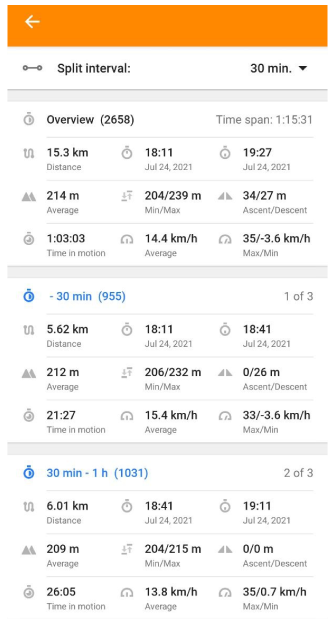 Split interval: 30 min.
Overview (2658) Time span: 1:15:31
15.3 km 18:11 19:27
Distance Jul 24, 2021 Jul 24, 2021
214 m 204/239 m 34/27 m
Average Min/Max Ascent/Descent
1:03:03 14.4 km/h 35/-3.6 km/h
Time in motion Average Max/Min
- 30 min (955) 1 of 3
5.62 km 18:11 18:41
Distance Jul 24, 2021 Jul 24, 2021
212 m 206/232 m 0/26 m
Average Min/Max Ascent/Descent
21:27 15.4 km/h 33/-3.6 km/h
Time in motion Average Max/Min
30 min - 1 h (1031) 2 of 3
6.01 km 18:41 19:11
Distance Jul 24, 2021 Jul 24, 2021
209 m 204/215 m 0/0 m
Average Min/Max Ascent/Descent
26:05 13.8 km/h 35/0.7 km/h
Time in motion Average Max/Min